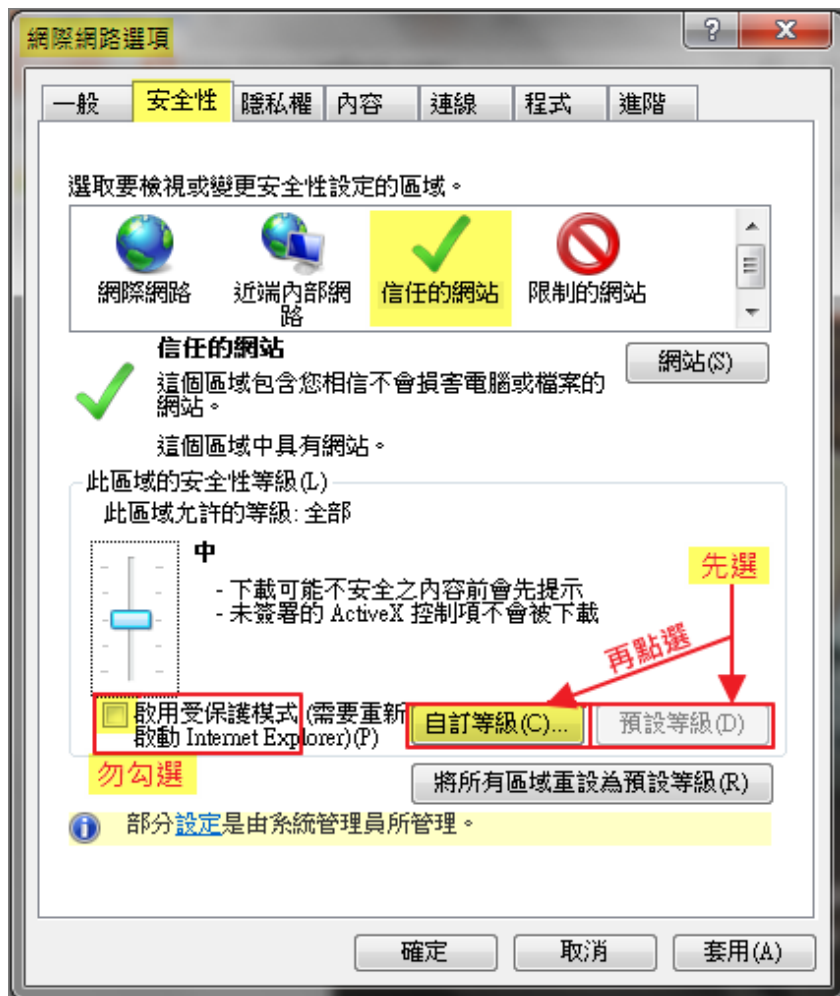 網際網路選項
一般 安全性 隱私權 內容 連線 程式 進階
選取要檢視或變更安全性設定的區域。
網際網路 近端內部網路 信任的網站 限制的網站
信任的網站
網站(S)
這個區域包含您相信不會損害電腦或檔案的
網站。
這個區域中具有網站。
此區域的安全性等級(L)
此區域允許的等級: 全部
中
先選
- 下載可能不安全之內容前會先提示
- 未簽署的 ActiveX 控制項不會被下載
再點選
啟用受保護模式 (需要重新
啟動 Internet Explorer)(P)
自訂等級(C)... 預設等級(D)
勿勾選
將所有區域重設為預設等級(R)
部分設定是由系統管理員所管理。
確定 取消 套用(A)